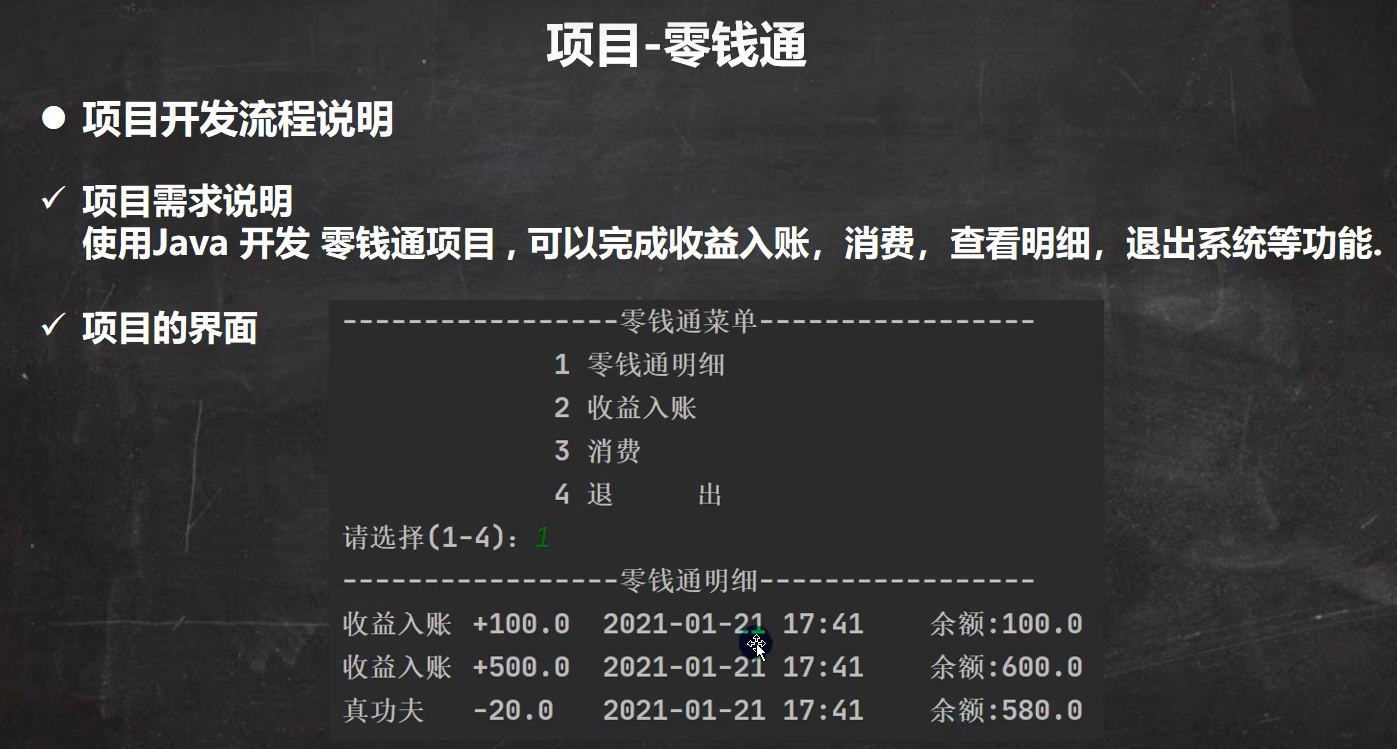 项目-零钱通
项目开发流程说明
项目需求说明
使用Java 开发 零钱通项目 , 可以完成收益入账，消费，查看明细，退出系统等功能.
项目的界面
-----------------零钱通菜单-----------------
1 零钱通明细
2 收益入账
3 消费
4 退 出
请选择(1-4): 1
-----------------零钱通明细-----------------
收益入账 +100.0 2021-01-21 17:41 余额:100.0
收益入账 +500.0 2021-01-21 17:41 余额:600.0
真功夫 -20.0 2021-01-21 17:41 余额:580.0